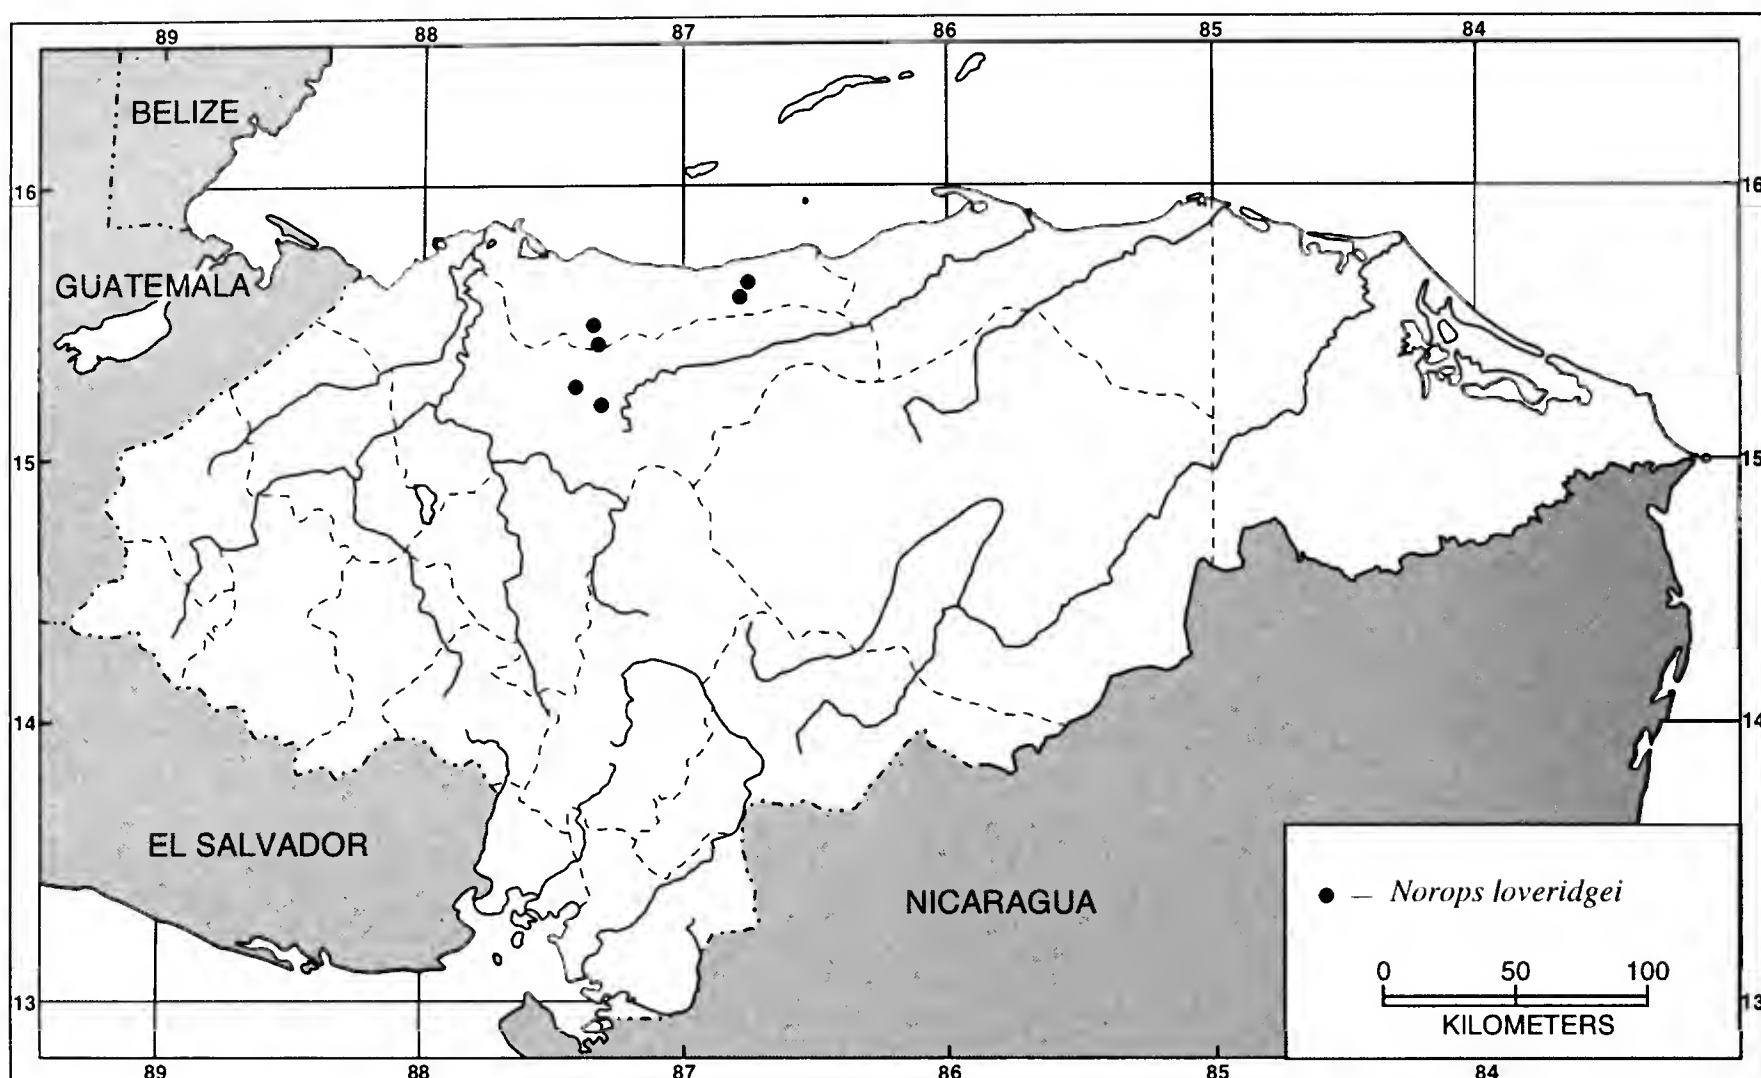 89 88 87 86 85 84
BELIZE
16 16
GUATEMALA
15 15
14 14
EL SALVADOR
NICARAGUA
● — Norops loveridgei
0 50 100
KILOMETERS
13 13
89 88 87 86 85 84